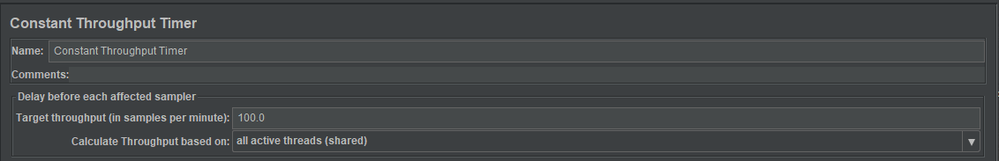 Constant Throughput Timer
Name: Constant Throughput Timer
Comments:
Delay before each affected sampler
Target throughput (in samples per minute): 100.0
Calculate Throughput based on: all active threads (shared)